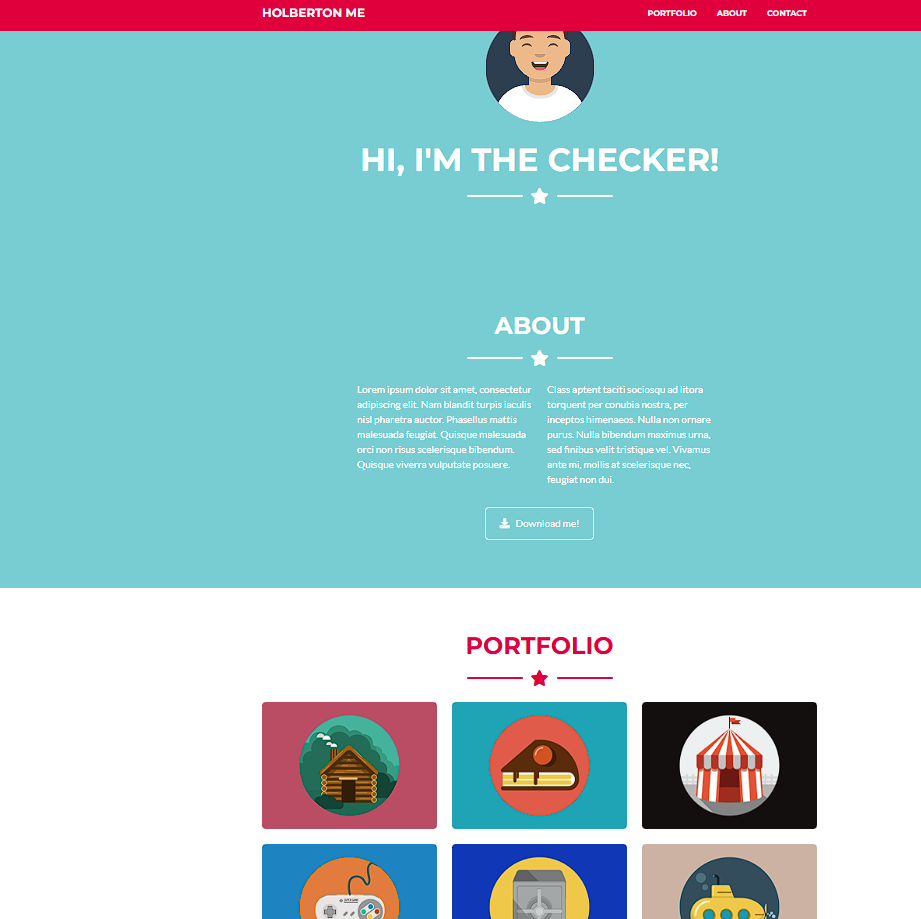 HOLBERTON ME
PORTFOLIO ABOUT CONTACT
HI, I'M THE CHECKER!
ABOUT
Lorem ipsum dolor sit amet, consectetur
adipiscing elit. Nam blandit turpis iaculis
nisl pharetra auctor. Phasellus mattis
malesuada feugiat. Quisque malesuada
orci non risus scelerisque bibendum.
Quisque viverra vulputate posuere.
Class aptent taciti sociosqu ad litora
torquent per conubia nostra, per
inceptos himenaeos. Nulla non ornare
purus. Nulla bibendum maximus urna,
sed finibus velit tristique vel. Vivamus
ante mi, mollis at scelerisque nec,
feugiat non dui.
Download me!
PORTFOLIO